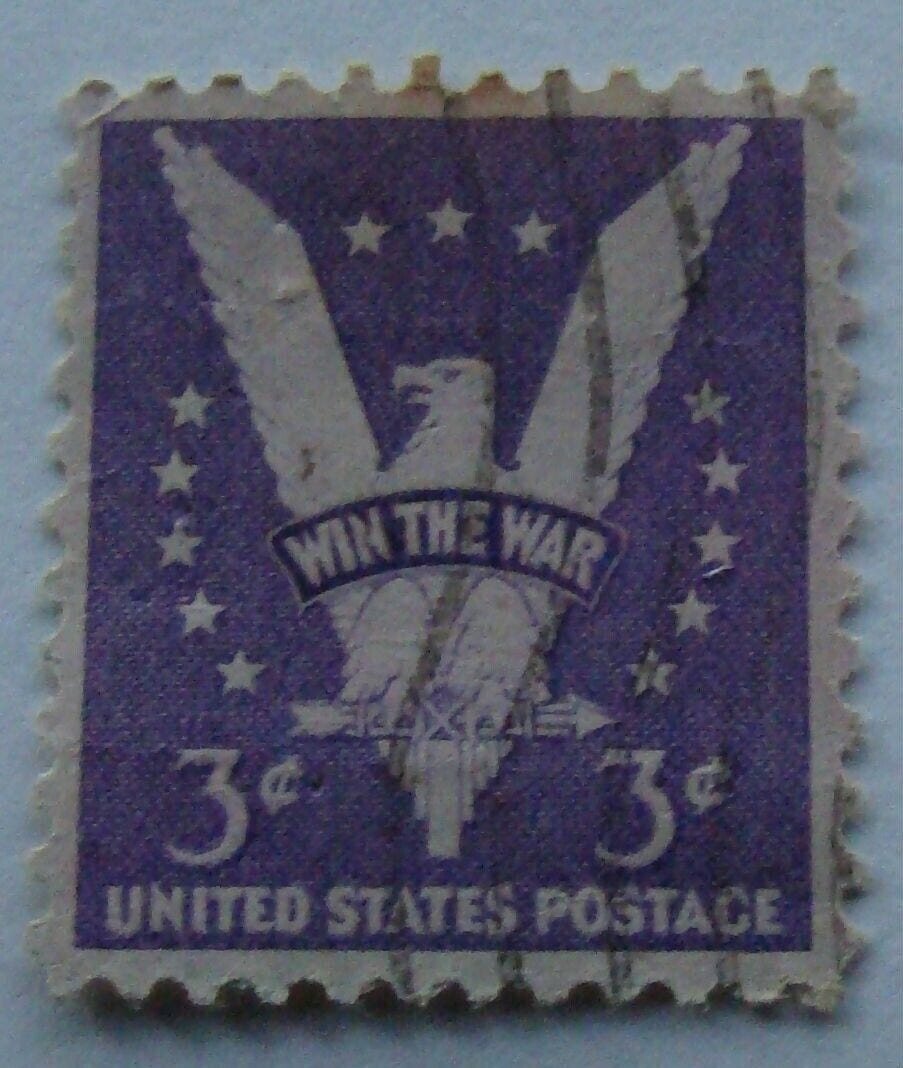 WIN THE WAR
3¢ 3¢
UNITED STATES POSTAGE